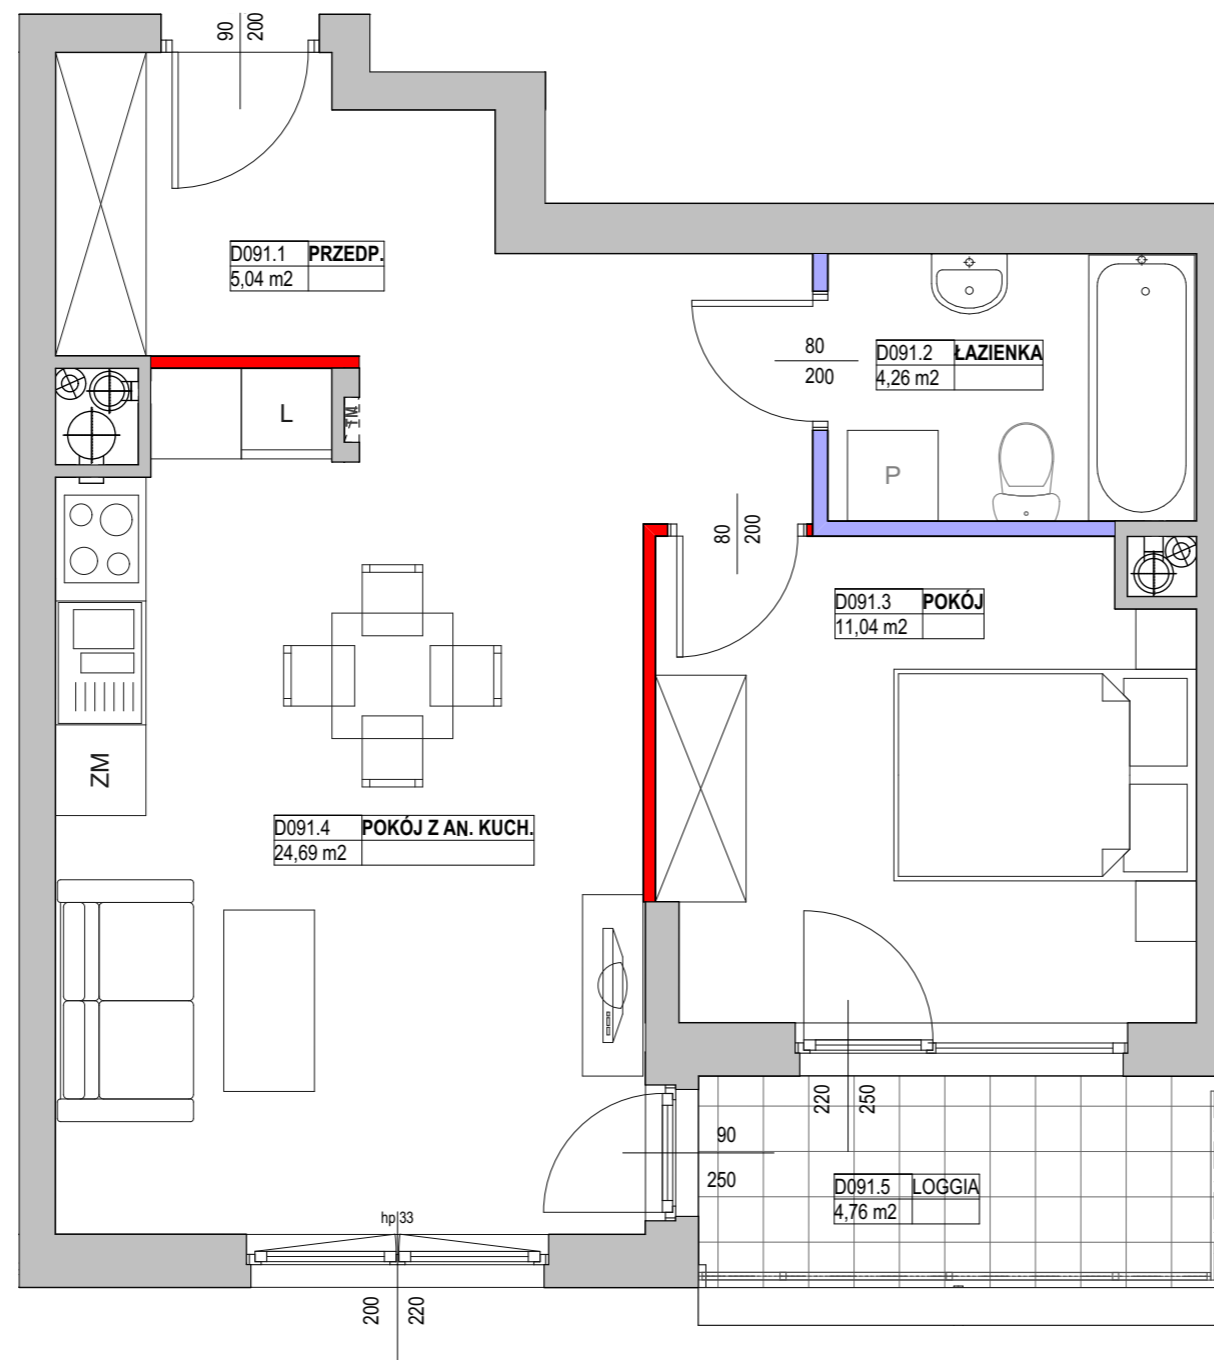 90
200
D091.1 PRZEDP.
5,04 m2
80
200
D091.2 ŁAZIENKA
4,26 m2
L
TM
P
80
200
D091.3 POKÓJ
11,04 m2
ZM
D091.4 POKÓJ Z AN. KUCH.
24,69 m2
220
250
90
250
D091.5 LOGGIA
4,76 m2
hp 33
200
220